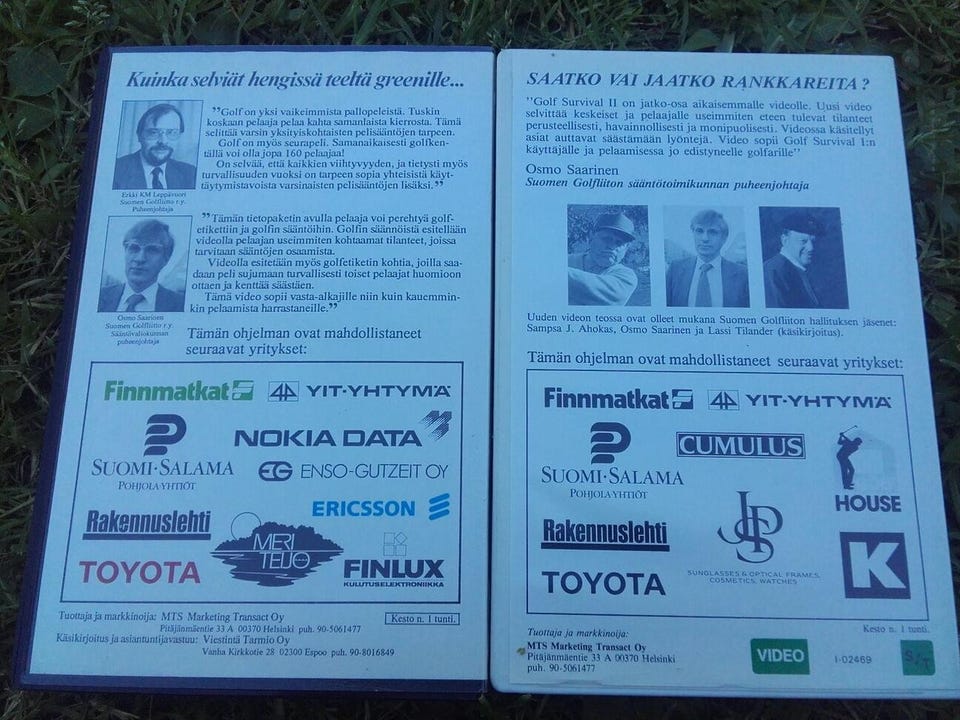 Kuinka selviät hengissä teeltä greenille...
"Golf on yksi vaikeimmista pallopeleistä. Tuskin
koskaan pelaaja pelaa kahta samanlaista kierrosta. Tämä
selittää varsin yksityiskohtaisten pelisääntöjen tarpeen.
Golf on myös seurapeli. Samanaikaisesti golfken-
tällä voi olla jopa 160 pelaajaa!
On selvää, että kaikkien viihtyvyyden, ja tietysti myös
turvallisuuden vuoksi on tarpeen sopia yhteisistä käyt-
täytymistavoista varsinaisten pelisääntöjen lisäksi."
Erkki KM Leppävuori
Suomen Golfliitto r.y.
Puheenjohtaja
"Tämän tietopaketin avulla pelaaja voi perehtyä golf-
etikettiin ja golfin sääntöihin. Golfin säännöistä esitellään
videolla pelaajan useimmiten kohtaamat tilanteet, joissa
tarvitaan sääntöjen osaamista.
Videolla esitetään myös golfetiketin kohtia, joilla saa-
daan peli sujumaan turvallisesti toiset pelaajat huomioon
ottaen ja kenttää säästäen.
Tämä video sopii vasta-alkajille niin kuin kauemmin-
kin pelaamista harrastaneille."
Osmo Saarinen
Suomen Golfliitto r.y.
Sääntövaliokunnan
puheenjohtaja
Tämän ohjelman ovat mahdollistaneet
seuraavat yritykset:
Finnmatkat YIT-YHTYMÄ
NOKIA DATA
SUOMI·SALAMA
POHJOLA-YHTIÖT
EG ENSO-GUTZEIT OY
ERICSSON
Rakennuslehti
MERI
TEIJO
TOYOTA
FINLUX
KULUTUSELEKTRONIIKKA
Tuottaja ja markkinoija: MTS Marketing Transact Oy
Pitäjänmäentie 33 A 00370 Helsinki puh. 90-5061477
Kesto n. 1 tunti.
Käsikirjoitus ja asiantuntijavastuu: Viestintä Tarmio Oy
Vanha Kirkkotie 28 02300 Espoo puh. 90-8016849
SAATKO VAI JAATKO RANKKAREITA?
"Golf Survival II on jatko-osa aikaisemmalle videolle. Uusi video
selvittää keskeiset ja pelaajalle useimmiten eteen tulevat tilanteet
perusteellisesti, havainnollisesti ja monipuolisesti. Videossa käsitellyt
asiat auttavat säästämään lyöntejä. Video sopii Golf Survival I:n
käyttäjälle ja pelaamisessa jo edistyneelle golfarille"
Osmo Saarinen
Suomen Golfliiton sääntötoimikunnan puheenjohtaja
Uuden videon teossa ovat olleet mukana Suomen Golfliiton hallituksen jäsenet:
Sampsa J. Ahokas, Osmo Saarinen ja Lassi Tilander (käsikirjoitus).
Tämän ohjelman ovat mahdollistaneet seuraavat yritykset:
Finnmatkat YIT-YHTYMÄ
SUOMI·SALAMA
POHJOLA-YHTIÖT
CUMULUS
HOUSE
Rakennuslehti
SUNGLASSES & OPTICAL FRAMES,
COSMETICS, WATCHES
K
TOYOTA
Kesto n. 1 tunti.
Tuottaja ja markkinoija:
MTS Marketing Transact Oy
Pitäjänmäentie 33 A 00370 Helsinki
puh. 90-5061477
VIDEO
I-02469